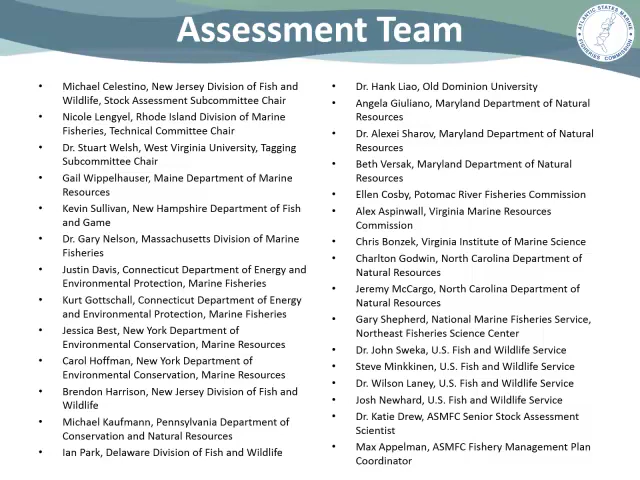 Assessment Team
ATLANTIC STATES MARINE
FISHERIES COMMISSION
• Michael Celestino, New Jersey Division of Fish and
Wildlife, Stock Assessment Subcommittee Chair
• Nicole Lengyel, Rhode Island Division of Marine
Fisheries, Technical Committee Chair
• Dr. Stuart Welsh, West Virginia University, Tagging
Subcommittee Chair
• Gail Wippelhauser, Maine Department of Marine
Resources
• Kevin Sullivan, New Hampshire Department of Fish
and Game
• Dr. Gary Nelson, Massachusetts Division of Marine
Fisheries
• Justin Davis, Connecticut Department of Energy and
Environmental Protection, Marine Fisheries
• Kurt Gottschall, Connecticut Department of Energy
and Environmental Protection, Marine Fisheries
• Jessica Best, New York Department of
Environmental Conservation, Marine Resources
• Carol Hoffman, New York Department of
Environmental Conservation, Marine Resources
• Brendon Harrison, New Jersey Division of Fish and
Wildlife
• Michael Kaufmann, Pennsylvania Department of
Conservation and Natural Resources
• Ian Park, Delaware Division of Fish and Wildlife
• Dr. Hank Liao, Old Dominion University
• Angela Giuliano, Maryland Department of Natural
Resources
• Dr. Alexei Sharov, Maryland Department of Natural
Resources
• Beth Versak, Maryland Department of Natural
Resources
• Ellen Cosby, Potomac River Fisheries Commission
• Alex Aspinwall, Virginia Marine Resources
Commission
• Chris Bonzek, Virginia Institute of Marine Science
• Charlton Godwin, North Carolina Department of
Natural Resources
• Jeremy McCargo, North Carolina Department of
Natural Resources
• Gary Shepherd, National Marine Fisheries Service,
Northeast Fisheries Science Center
• Dr. John Sweka, U.S. Fish and Wildlife Service
• Steve Minkkinen, U.S. Fish and Wildlife Service
• Dr. Wilson Laney, U.S. Fish and Wildlife Service
• Josh Newhard, U.S. Fish and Wildlife Service
• Dr. Katie Drew, ASMFC Senior Stock Assessment
Scientist
• Max Appelman, ASMFC Fishery Management Plan
Coordinator